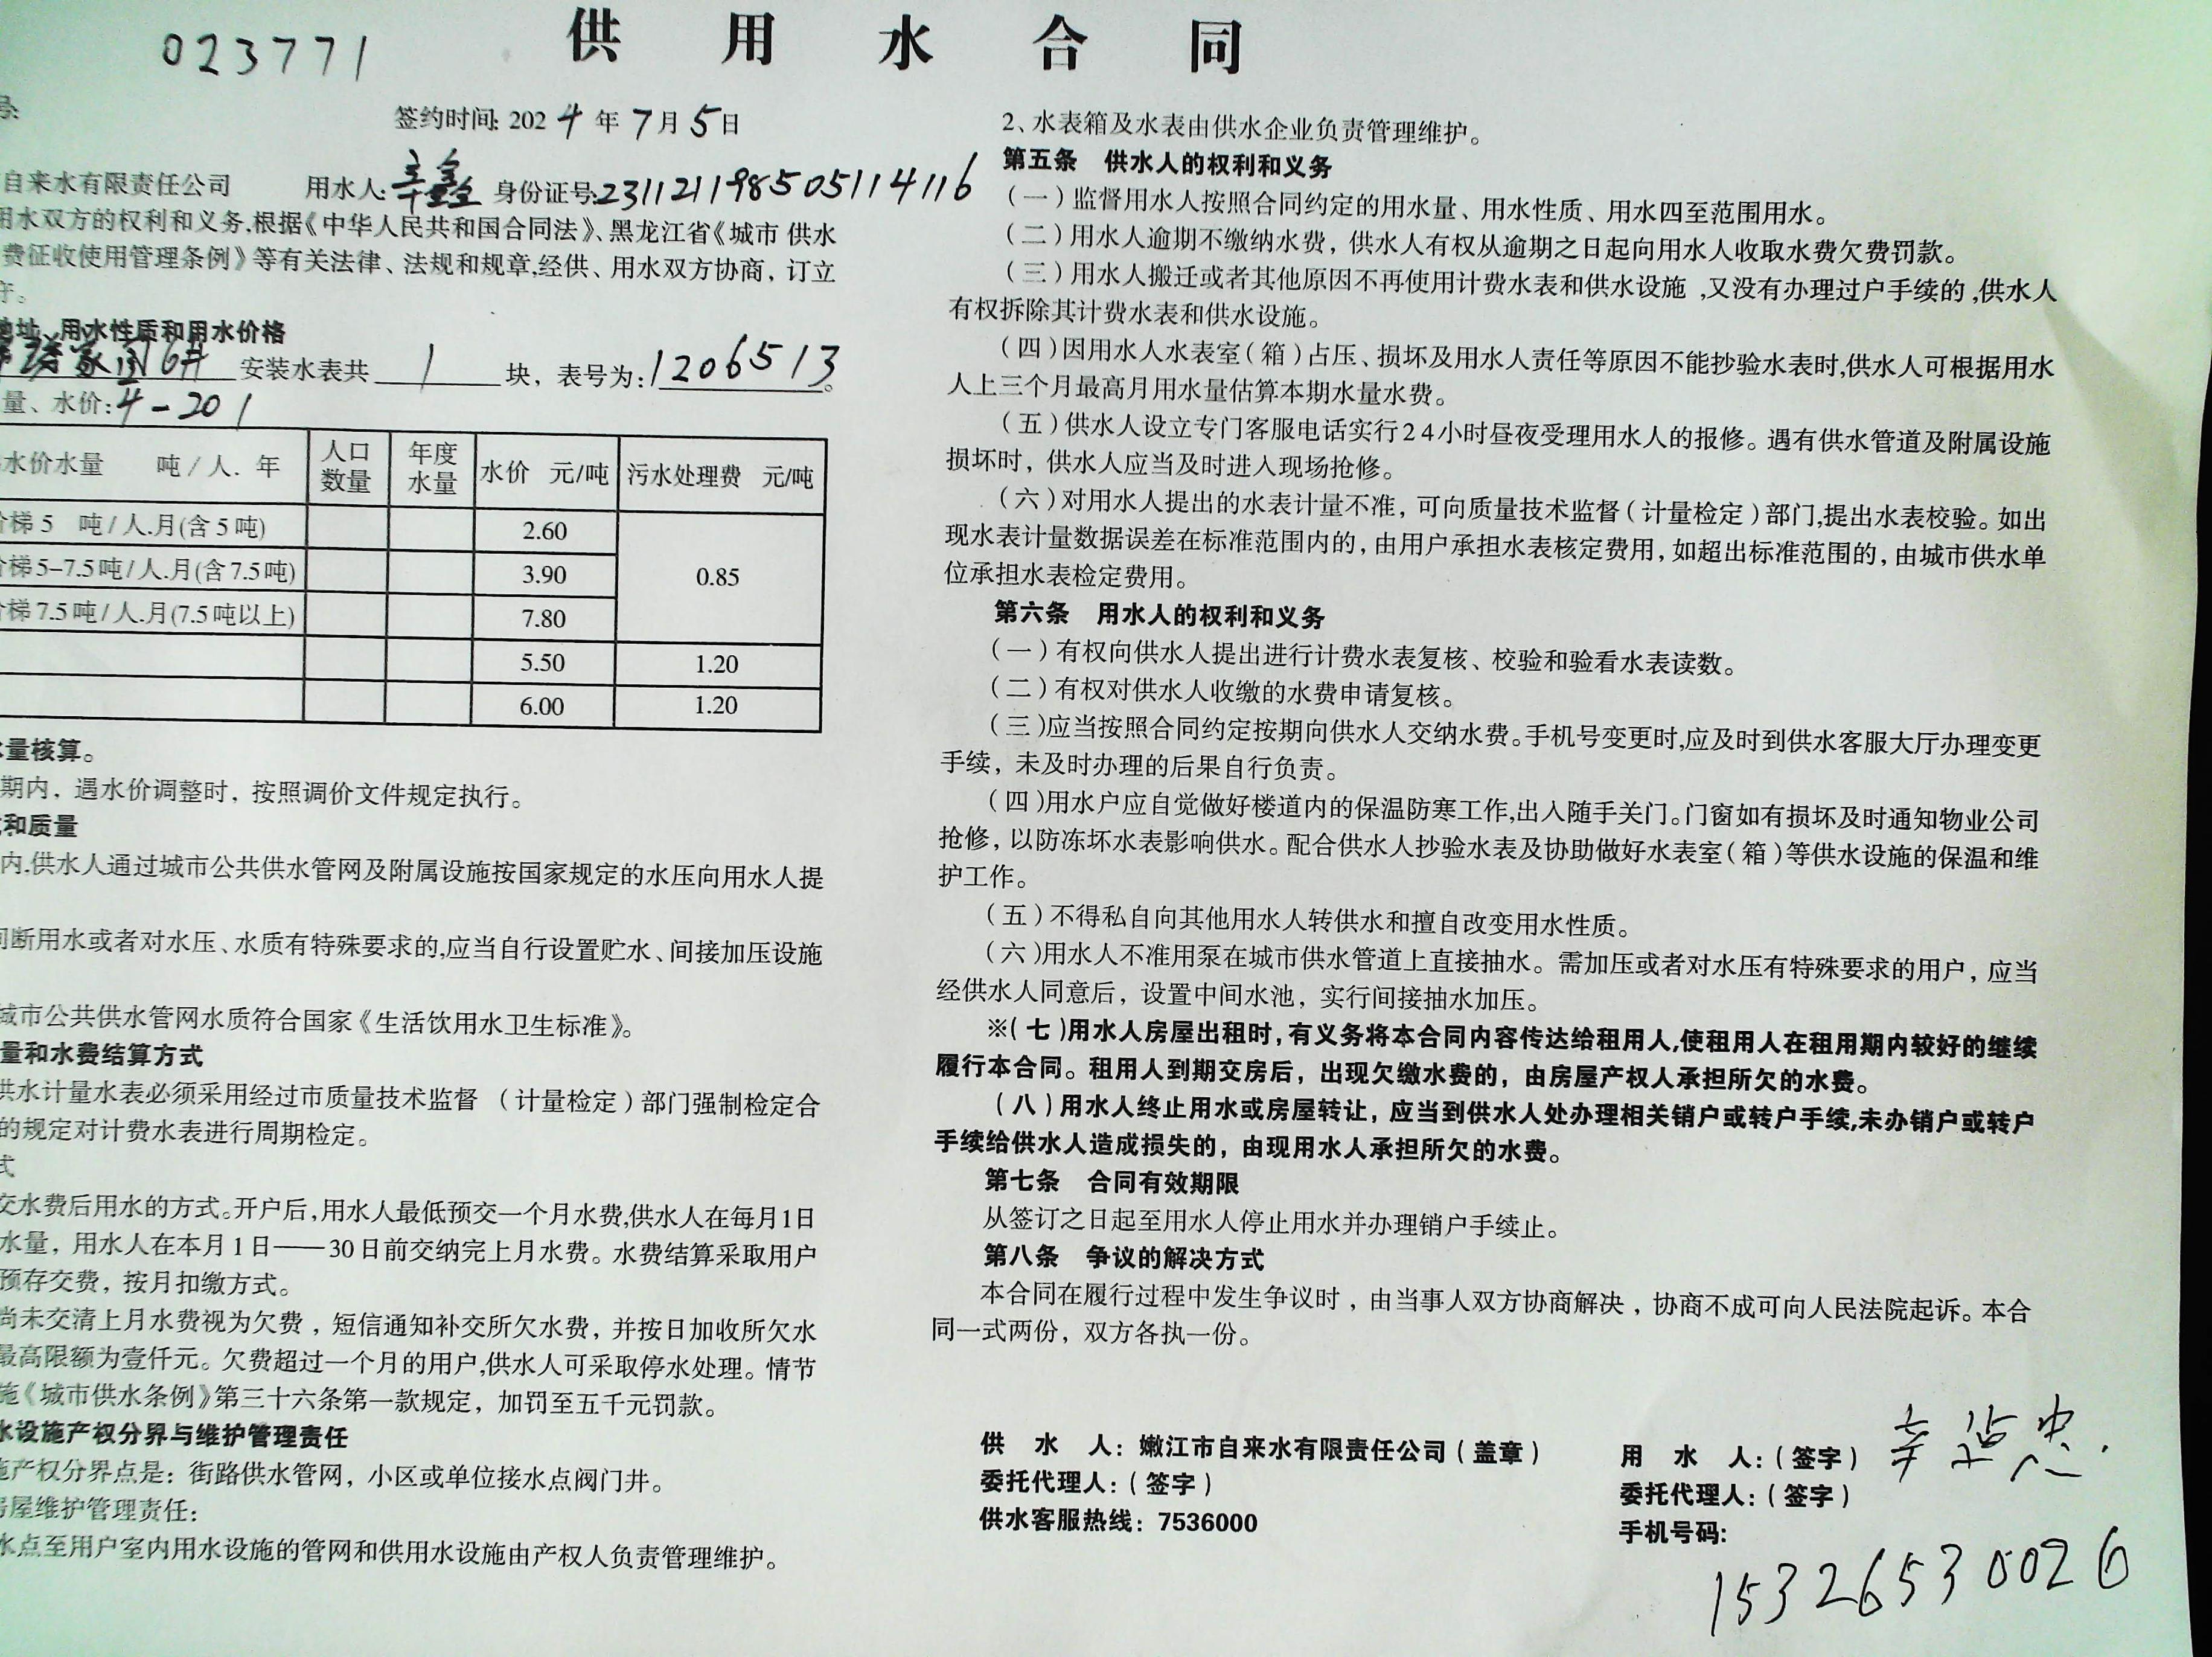 供用水合同
023771
签约时间: 2024年7月5日
自来水有限责任公司 用水人: 辛鑫 身份证号:231121198505114116
用水双方的权利和义务,根据《中华人民共和国合同法》、黑龙江省《城市 供水
费征收使用管理条例》等有关法律、法规和规章,经供、用水双方协商，订立
守。
地址、用水性质和用水价格
6# 安装水表共 1 块，表号为: 1206513。
量、水价: 4-201
水价水量 吨/人.年 人口数量 年度水量 水价 元/吨 污水处理费 元/吨
阶梯5 吨/人.月(含5吨) 2.60
阶梯5-7.5吨/人.月(含7.5吨) 3.90 0.85
阶梯7.5吨/人.月(7.5吨以上) 7.80
5.50 1.20
6.00 1.20
水量核算。
期内，遇水价调整时，按照调价文件规定执行。
和质量
内,供水人通过城市公共供水管网及附属设施按国家规定的水压向用水人提
间断用水或者对水压、水质有特殊要求的,应当自行设置贮水、间接加压设施
城市公共供水管网水质符合国家《生活饮用水卫生标准》。
量和水费结算方式
供水计量水表必须采用经过市质量技术监督 （计量检定）部门强制检定合
的规定对计费水表进行周期检定。
式
交水费后用水的方式。开户后,用水人最低预交一个月水费,供水人在每月1日
水量，用水人在本月1日——30日前交纳完上月水费。水费结算采取用户
预存交费，按月扣缴方式。
尚未交清上月水费视为欠费，短信通知补交所欠水费，并按日加收所欠水
最高限额为壹仟元。欠费超过一个月的用户,供水人可采取停水处理。情节
施《城市供水条例》第三十六条第一款规定，加罚至五千元罚款。
水设施产权分界与维护管理责任
施产权分界点是：街路供水管网，小区或单位接水点阀门井。
房屋维护管理责任：
水点至用户室内用水设施的管网和供用水设施由产权人负责管理维护。
2、水表箱及水表由供水企业负责管理维护。
第五条 供水人的权利和义务
（一）监督用水人按照合同约定的用水量、用水性质、用水四至范围用水。
（二）用水人逾期不缴纳水费，供水人有权从逾期之日起向用水人收取水费欠费罚款。
（三）用水人搬迁或者其他原因不再使用计费水表和供水设施,又没有办理过户手续的,供水人
有权拆除其计费水表和供水设施。
（四）因用水人水表室（箱）占压、损坏及用水人责任等原因不能抄验水表时,供水人可根据用水
人上三个月最高月用水量估算本期水量水费。
（五）供水人设立专门客服电话实行24小时昼夜受理用水人的报修。遇有供水管道及附属设施
损坏时，供水人应当及时进入现场抢修。
（六）对用水人提出的水表计量不准，可向质量技术监督（计量检定）部门,提出水表校验。如出
现水表计量数据误差在标准范围内的，由用户承担水表核定费用，如超出标准范围的，由城市供水单
位承担水表检定费用。
第六条 用水人的权利和义务
（一）有权向供水人提出进行计费水表复核、校验和验看水表读数。
（二）有权对供水人收缴的水费申请复核。
（三）应当按照合同约定按期向供水人交纳水费。手机号变更时,应及时到供水客服大厅办理变更
手续，未及时办理的后果自行负责。
（四）用水户应自觉做好楼道内的保温防寒工作,出入随手关门。门窗如有损坏及时通知物业公司
抢修，以防冻坏水表影响供水。配合供水人抄验水表及协助做好水表室（箱）等供水设施的保温和维
护工作。
（五）不得私自向其他用水人转供水和擅自改变用水性质。
（六）用水人不准用泵在城市供水管道上直接抽水。需加压或者对水压有特殊要求的用户，应当
经供水人同意后，设置中间水池，实行间接抽水加压。
※（七）用水人房屋出租时，有义务将本合同内容传达给租用人,使租用人在租用期内较好的继续
履行本合同。租用人到期交房后，出现欠缴水费的，由房屋产权人承担所欠的水费。
（八）用水人终止用水或房屋转让，应当到供水人处办理相关销户或转户手续,未办销户或转户
手续给供水人造成损失的，由现用水人承担所欠的水费。
第七条 合同有效期限
从签订之日起至用水人停止用水并办理销户手续止。
第八条 争议的解决方式
本合同在履行过程中发生争议时，由当事人双方协商解决，协商不成可向人民法院起诉。本合
同一式两份，双方各执一份。
供 水 人：嫩江市自来水有限责任公司（盖章）
委托代理人：（签字）
供水客服热线：7536000
用 水 人：（签字）
委托代理人：（签字）
手机号码:
15326530026